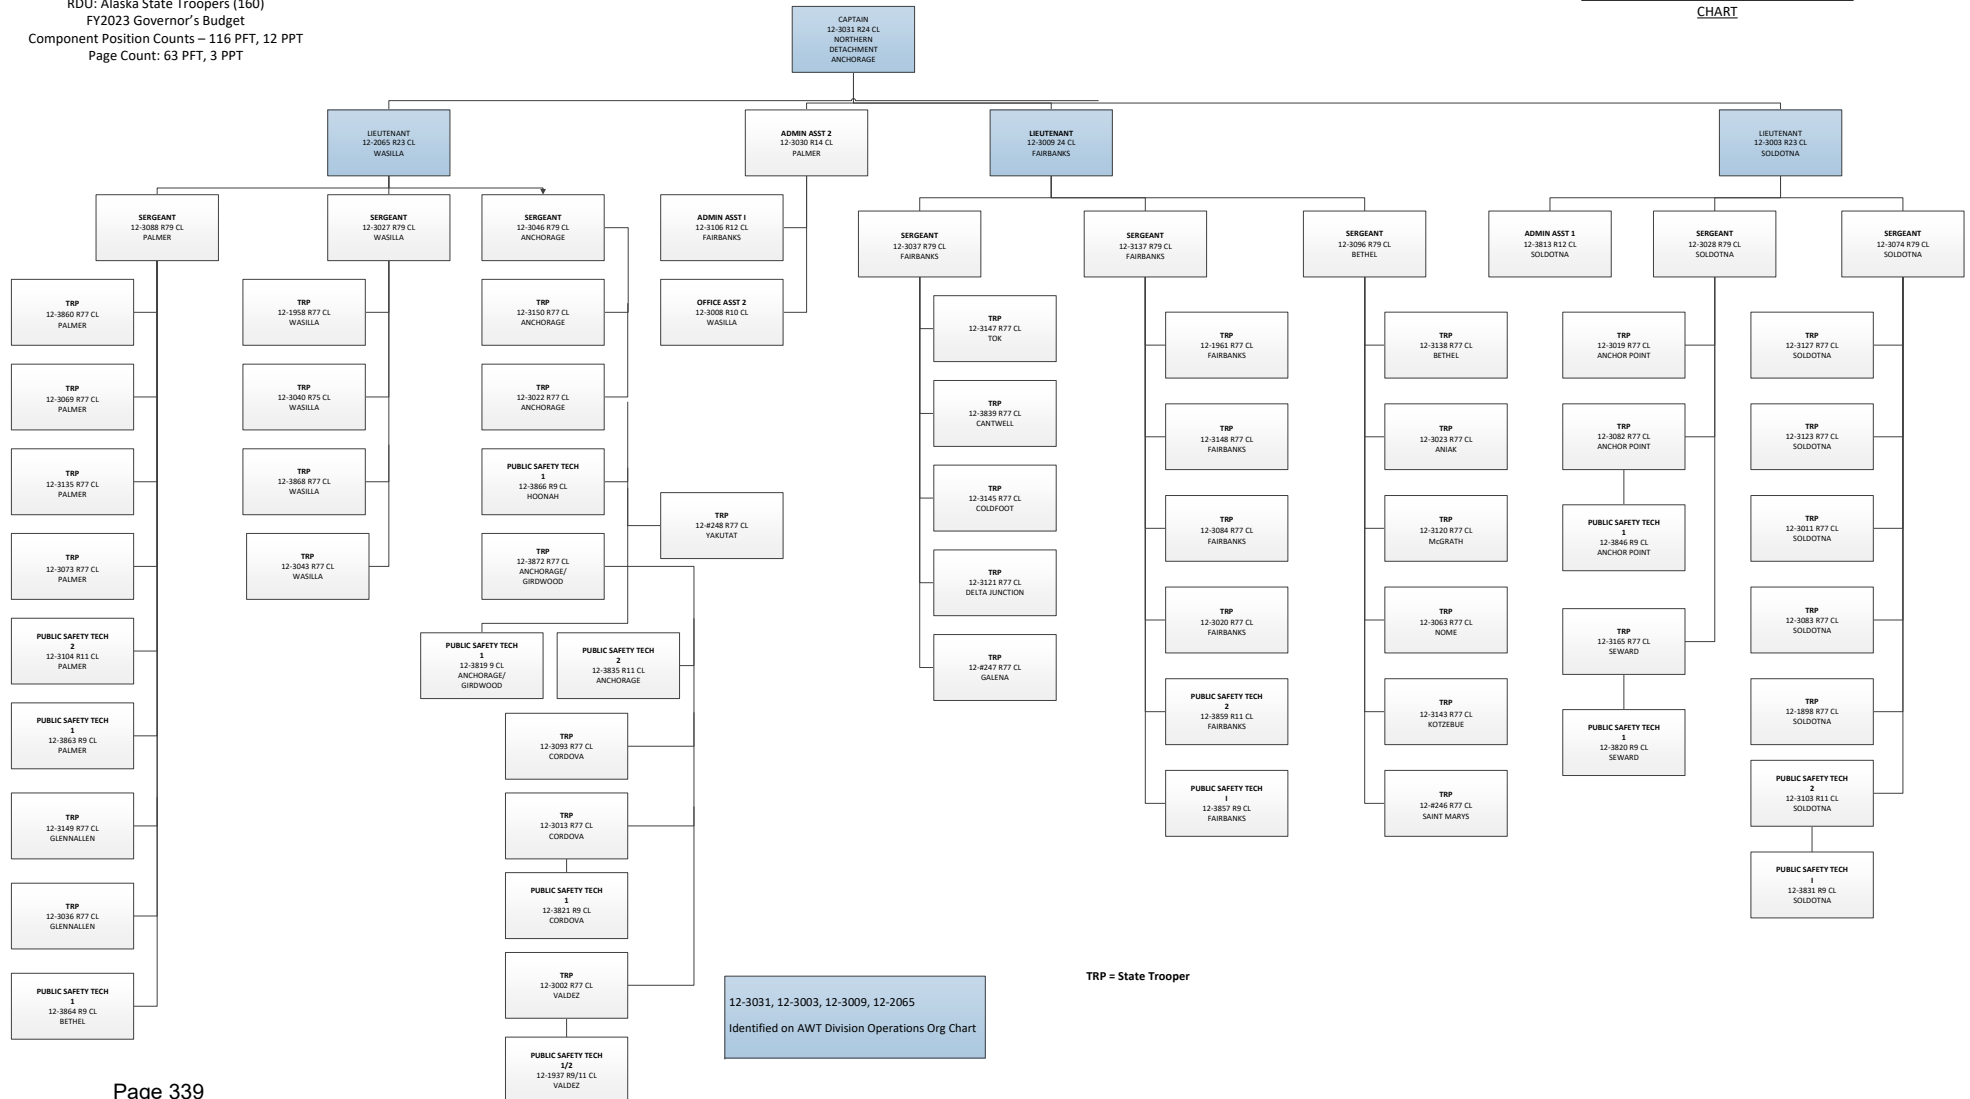 RDU: Alaska State Troopers (160)
FY2023 Governor's Budget
Component Position Counts – 116 PFT, 12 PPT
Page Count: 63 PFT, 3 PPT
CHART
CAPTAIN
12-3031 R24 CL
NORTHERN
DETACHMENT
ANCHORAGE
LIEUTENANT
12-2065 R23 CL
WASILLA
ADMIN ASST 2
12-3030 R14 CL
PALMER
LIEUTENANT
12-3009 24 CL
FAIRBANKS
LIEUTENANT
12-3003 R23 CL
SOLDOTNA
SERGEANT
12-3088 R79 CL
PALMER
TRP
12-3860 R77 CL
PALMER
TRP
12-3069 R77 CL
PALMER
TRP
12-3135 R77 CL
PALMER
TRP
12-3073 R77 CL
PALMER
PUBLIC SAFETY TECH
2
12-3104 R11 CL
PALMER
PUBLIC SAFETY TECH
1
12-3863 R9 CL
PALMER
TRP
12-3149 R77 CL
GLENNALLEN
TRP
12-3036 R77 CL
GLENNALLEN
PUBLIC SAFETY TECH
1
12-3864 R9 CL
BETHEL
SERGEANT
12-3027 R79 CL
WASILLA
TRP
12-1958 R77 CL
WASILLA
TRP
12-3040 R75 CL
WASILLA
TRP
12-3868 R77 CL
WASILLA
TRP
12-3043 R77 CL
WASILLA
SERGEANT
12-3046 R79 CL
ANCHORAGE
TRP
12-3150 R77 CL
ANCHORAGE
TRP
12-3022 R77 CL
ANCHORAGE
PUBLIC SAFETY TECH
1
12-3866 R9 CL
HOONAH
TRP
12-#248 R77 CL
YAKUTAT
TRP
12-3872 R77 CL
ANCHORAGE/
GIRDWOOD
PUBLIC SAFETY TECH
1
12-3819 9 CL
ANCHORAGE/
GIRDWOOD
PUBLIC SAFETY TECH
2
12-3835 R11 CL
ANCHORAGE
TRP
12-3093 R77 CL
CORDOVA
TRP
12-3013 R77 CL
CORDOVA
PUBLIC SAFETY TECH
1
12-3821 R9 CL
CORDOVA
TRP
12-3002 R77 CL
VALDEZ
PUBLIC SAFETY TECH
1/2
12-1937 R9/11 CL
VALDEZ
ADMIN ASST I
12-3106 R12 CL
FAIRBANKS
OFFICE ASST 2
12-3008 R10 CL
WASILLA
SERGEANT
12-3037 R79 CL
FAIRBANKS
TRP
12-3147 R77 CL
TOK
TRP
12-3839 R77 CL
CANTWELL
TRP
12-3145 R77 CL
COLDFOOT
TRP
12-3121 R77 CL
DELTA JUNCTION
TRP
12-#247 R77 CL
GALENA
SERGEANT
12-3137 R79 CL
FAIRBANKS
TRP
12-1961 R77 CL
FAIRBANKS
TRP
12-3148 R77 CL
FAIRBANKS
TRP
12-3084 R77 CL
FAIRBANKS
TRP
12-3020 R77 CL
FAIRBANKS
PUBLIC SAFETY TECH
2
12-3859 R11 CL
FAIRBANKS
PUBLIC SAFETY TECH
I
12-3857 R9 CL
FAIRBANKS
SERGEANT
12-3096 R79 CL
BETHEL
TRP
12-3138 R77 CL
BETHEL
TRP
12-3023 R77 CL
ANIAK
TRP
12-3120 R77 CL
McGRATH
TRP
12-3063 R77 CL
NOME
TRP
12-3143 R77 CL
KOTZEBUE
TRP
12-#246 R77 CL
SAINT MARYS
ADMIN ASST 1
12-3813 R12 CL
SOLDOTNA
SERGEANT
12-3028 R79 CL
SOLDOTNA
TRP
12-3019 R77 CL
ANCHOR POINT
TRP
12-3082 R77 CL
ANCHOR POINT
PUBLIC SAFETY TECH
1
12-3846 R9 CL
ANCHOR POINT
TRP
12-3165 R77 CL
SEWARD
PUBLIC SAFETY TECH
1
12-3820 R9 CL
SEWARD
SERGEANT
12-3074 R79 CL
SOLDOTNA
TRP
12-3127 R77 CL
SOLDOTNA
TRP
12-3123 R77 CL
SOLDOTNA
TRP
12-3011 R77 CL
SOLDOTNA
TRP
12-3083 R77 CL
SOLDOTNA
TRP
12-1898 R77 CL
SOLDOTNA
PUBLIC SAFETY TECH
2
12-3103 R11 CL
SOLDOTNA
PUBLIC SAFETY TECH
I
12-3831 R9 CL
SOLDOTNA
12-3031, 12-3003, 12-3009, 12-2065
Identified on AWT Division Operations Org Chart
TRP = State Trooper
Page 339